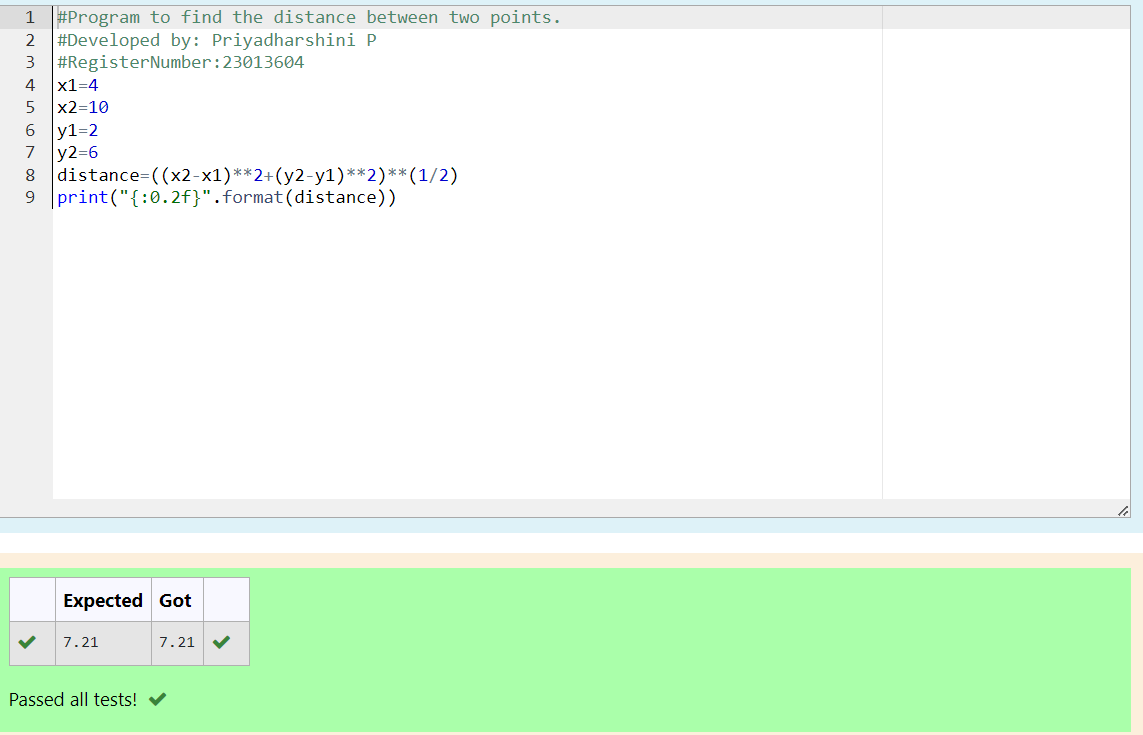 1 #Program to find the distance between two points.
2 #Developed by: Priyadharshini P
3 #RegisterNumber:23013604
4 x1=4
5 x2=10
6 y1=2
7 y2=6
8 distance=((x2-x1)**2+(y2-y1)**2)**(1/2)
9 print("{:0.2f}".format(distance))
Expected Got
7.21 7.21
Passed all tests!